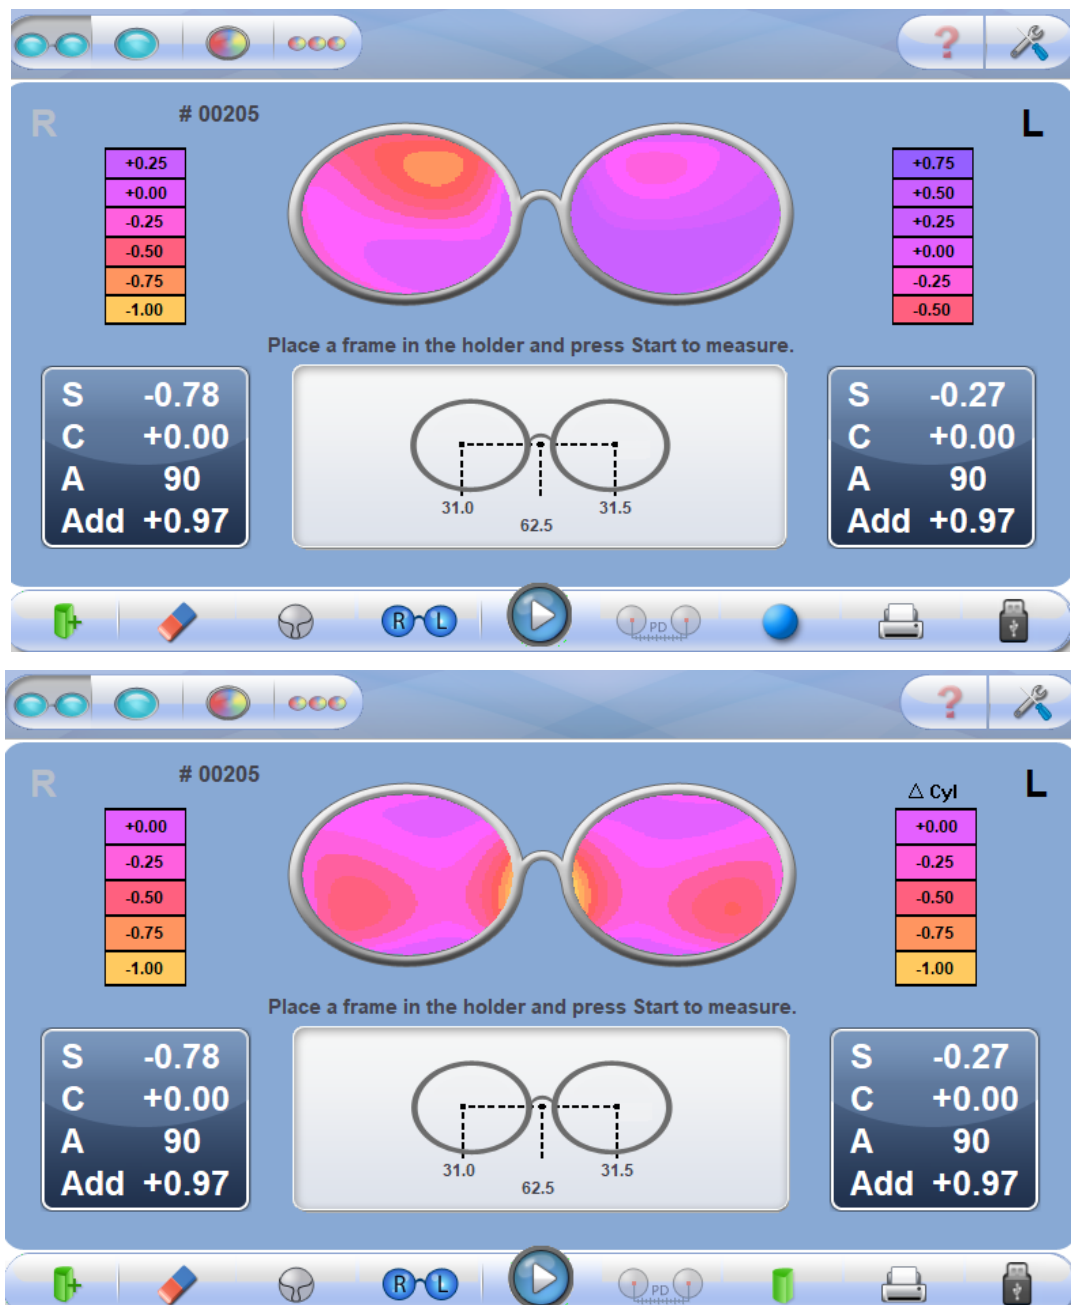 ?
R
# 00205
L
+0.25
+0.00
-0.25
-0.50
-0.75
-1.00
+0.75
+0.50
+0.25
+0.00
-0.25
-0.50
Place a frame in the holder and press Start to measure.
S -0.78
C +0.00
A 90
Add +0.97
31.0
31.5
62.5
S -0.27
C +0.00
A 90
Add +0.97
R L
PD
?
R
# 00205
△ Cyl
L
+0.00
-0.25
-0.50
-0.75
-1.00
+0.00
-0.25
-0.50
-0.75
-1.00
Place a frame in the holder and press Start to measure.
S -0.78
C +0.00
A 90
Add +0.97
31.0
31.5
62.5
S -0.27
C +0.00
A 90
Add +0.97
R L
PD